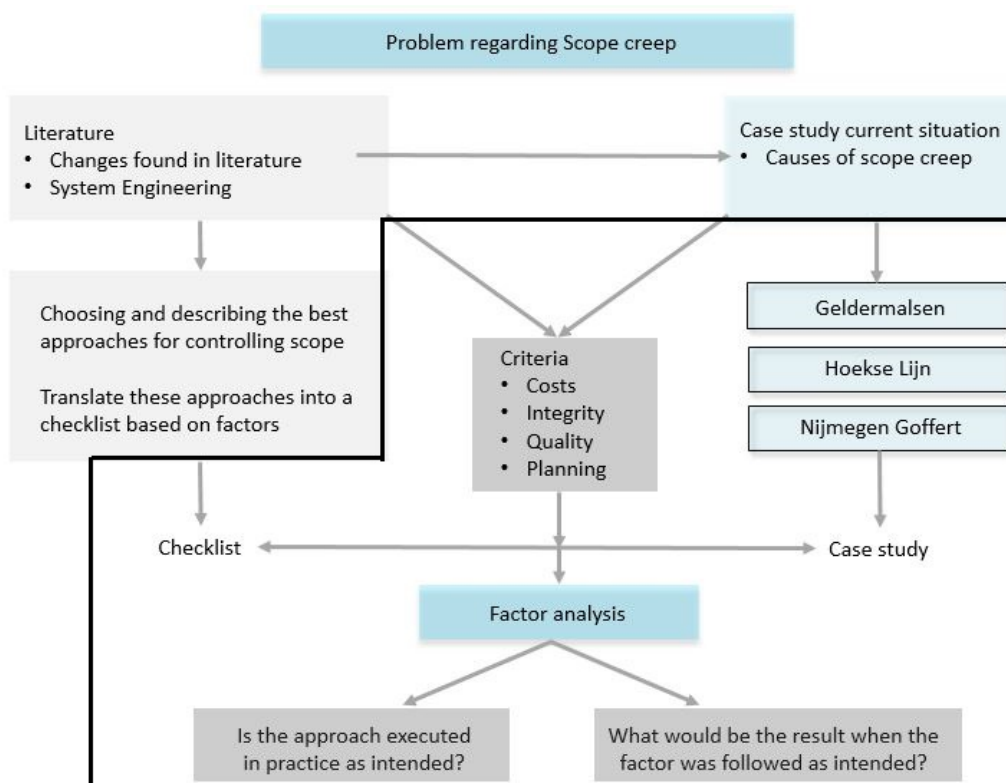 Problem regarding Scope creep
Literature
• Changes found in literature
• System Engineering
Case study current situation
• Causes of scope creep
Choosing and describing the best
approaches for controlling scope
Translate these approaches into a
checklist based on factors
Criteria
• Costs
• Integrity
• Quality
• Planning
Geldermalsen
Hoekse Lijn
Nijmegen Goffert
Checklist
Case study
Factor analysis
Is the approach executed
in practice as intended?
What would be the result when the
factor was followed as intended?